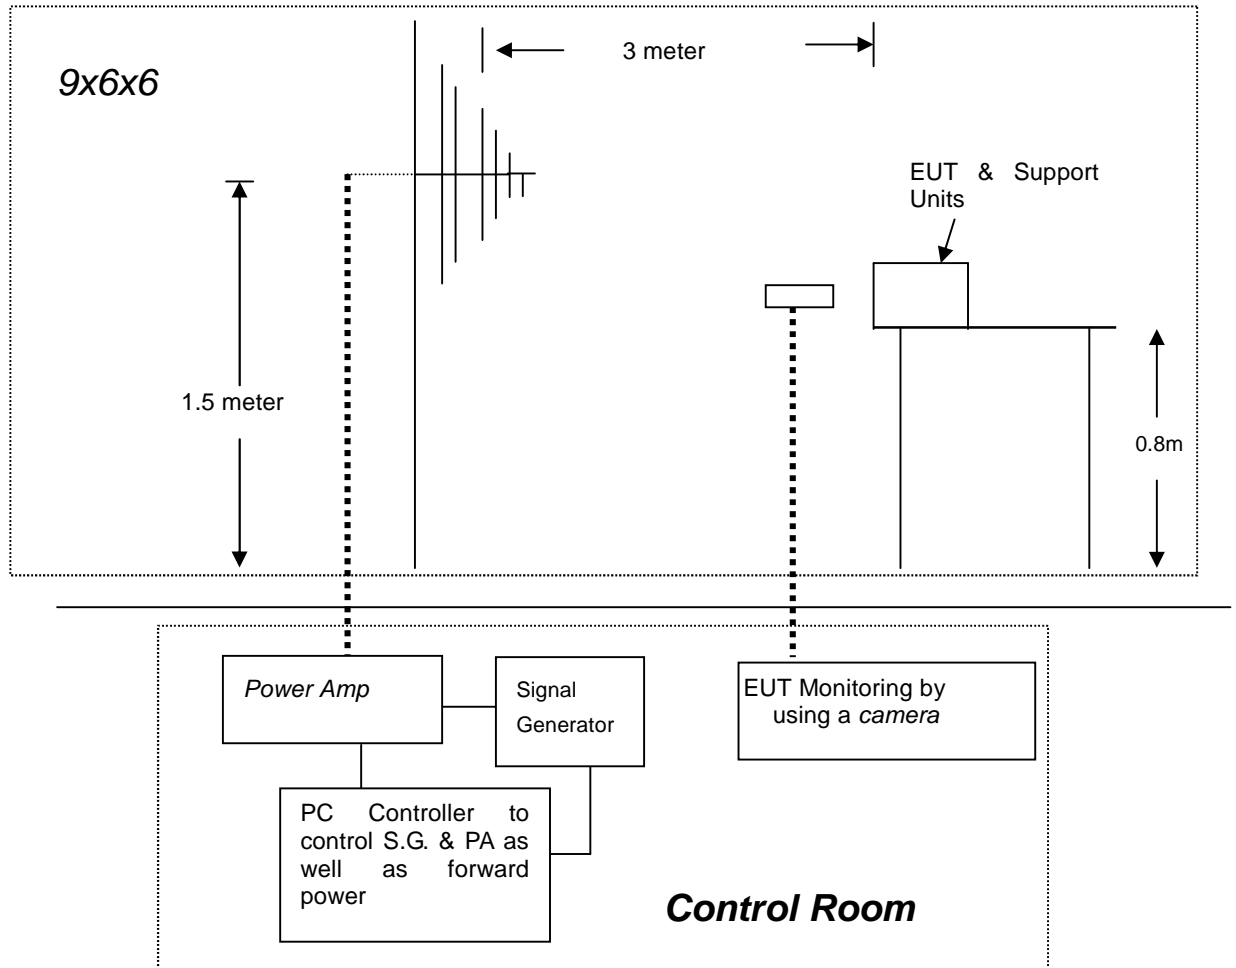 3 meter
9x6x6
EUT & Support
Units
1.5 meter
0.8m
Power Amp
Signal
Generator
EUT Monitoring by
using a camera
PC Controller to
control S.G. & PA as
well as forward
power
Control Room